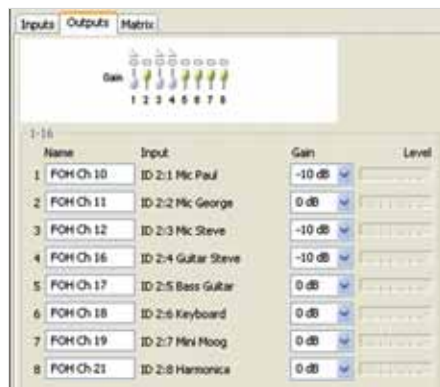 Inputs Outputs Matrix
Gain
1 2 3 4 5 6 7 8
1-16
Name Input Gain Level
1 FOH Ch 10 ID 2:1 Mic Paul -10 dB
2 FOH Ch 11 ID 2:2 Mic George 0 dB
3 FOH Ch 12 ID 2:3 Mic Steve -10 dB
4 FOH Ch 16 ID 2:4 Guitar Steve -10 dB
5 FOH Ch 17 ID 2:5 Bass Guitar 0 dB
6 FOH Ch 18 ID 2:6 Keyboard 0 dB
7 FOH Ch 19 ID 2:7 Mini Moog 0 dB
8 FOH Ch 21 ID 2:8 Harmonica 0 dB